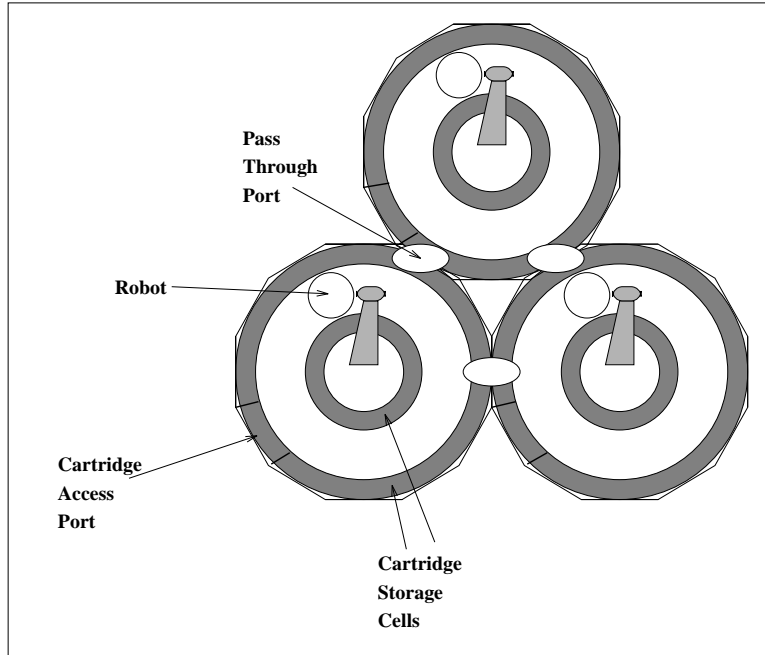 Pass
Through
Port
Robot
Cartridge
Access
Port
Cartridge
Storage
Cells